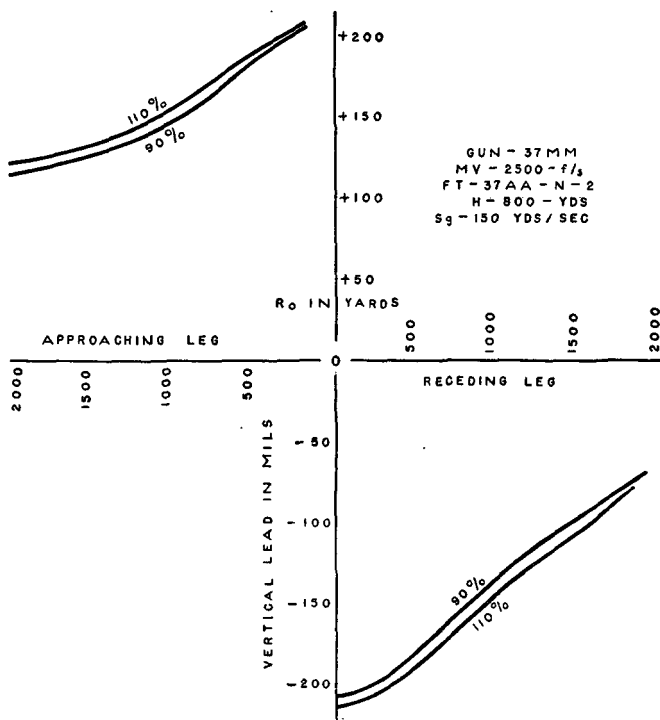 +200
110%
90%
+150
GUN - 37MM
MV - 2500 - f/s
FT - 37AA - N - 2
H - 800 - YDS
Sg - 150 YDS/SEC
+100
+50
R₀ IN YARDS
APPROACHING LEG
2000
1500
1000
500
0
500
1000
1500
2000
RECEDING LEG
VERTICAL LEAD IN MILS
-50
-100
90%
-150
110%
-200